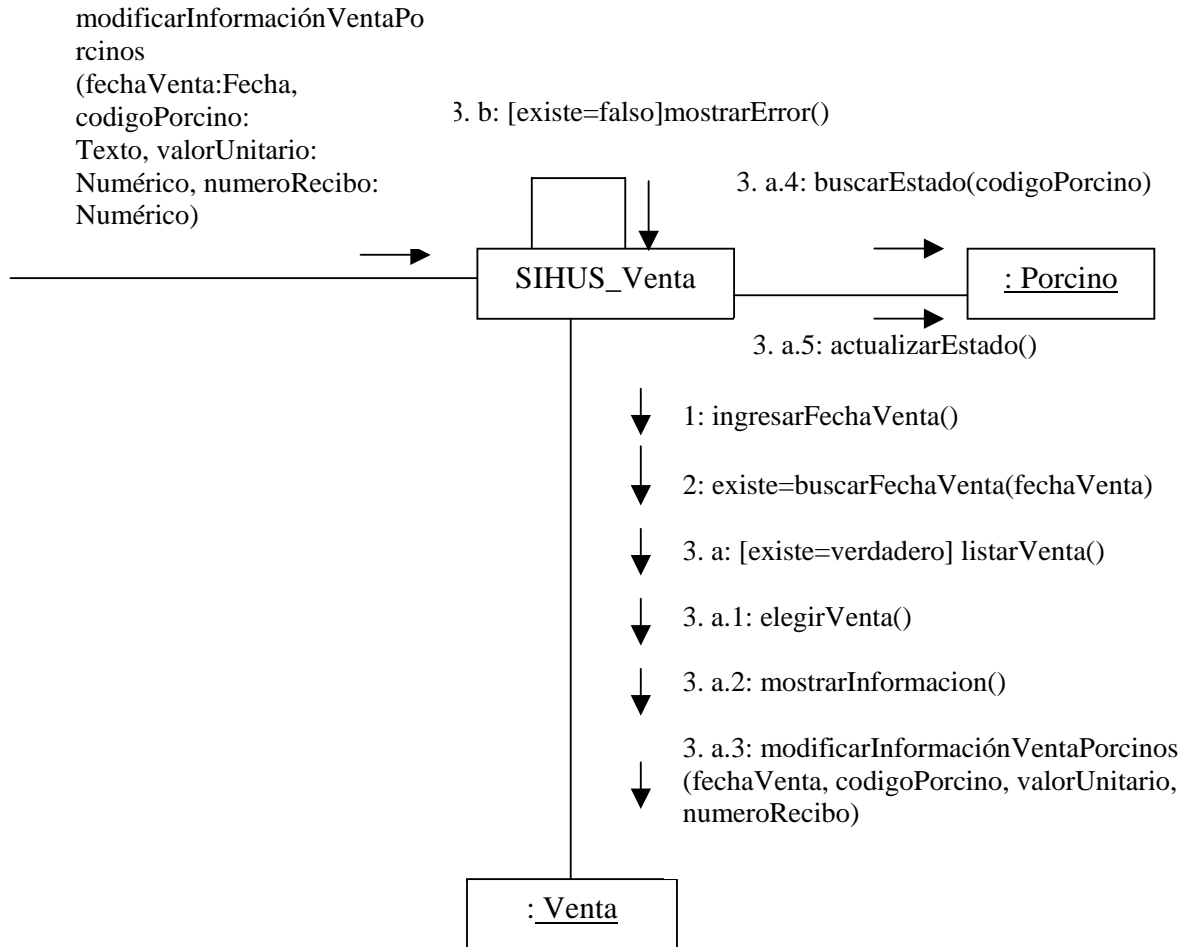 modificarInformaciónVentaPo
rcinos
(fechaVenta:Fecha,
codigoPorcino:
Texto, valorUnitario:
Numérico, numeroRecibo:
Numérico)
3. b: [existe=falso]mostrarError()
3. a.4: buscarEstado(codigoPorcino)
SIHUS_Venta
: Porcino
3. a.5: actualizarEstado()
1: ingresarFechaVenta()
2: existe=buscarFechaVenta(fechaVenta)
3. a: [existe=verdadero] listarVenta()
3. a.1: elegirVenta()
3. a.2: mostrarInformacion()
3. a.3: modificarInformaciónVentaPorcinos
(fechaVenta, codigoPorcino, valorUnitario,
numeroRecibo)
: Venta